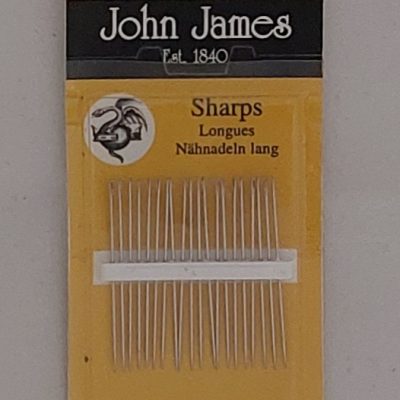 John James
Est. 1840
Sharps
Longues
Nähnadeln lang